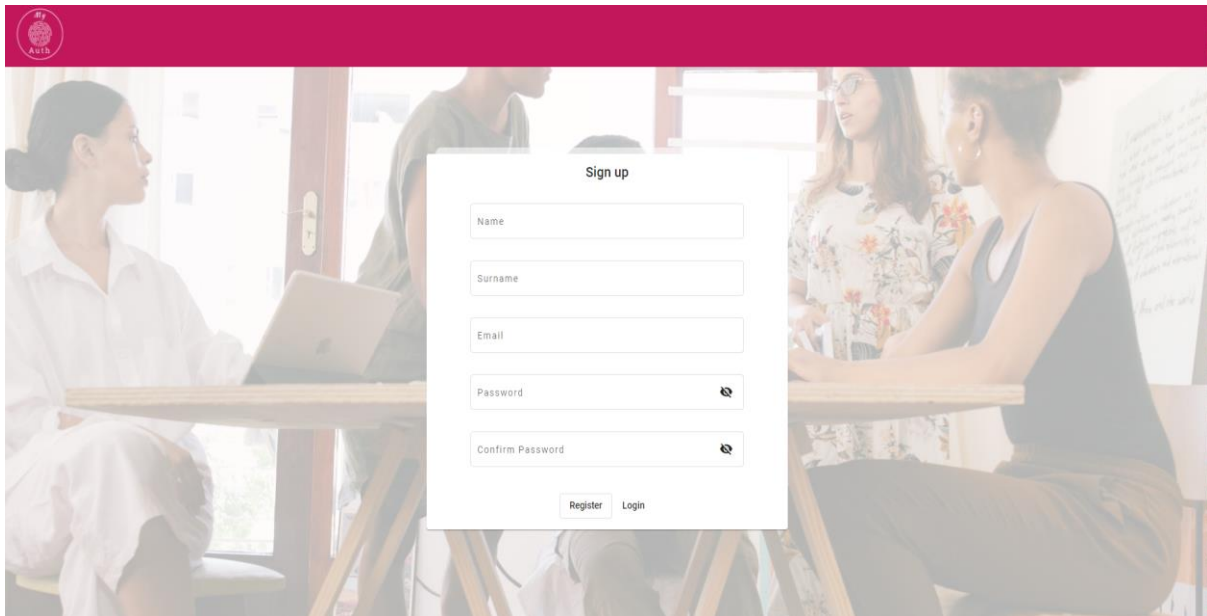 My
Auth
Sign up
Name
Surname
Email
Password
Confirm Password
Register Login